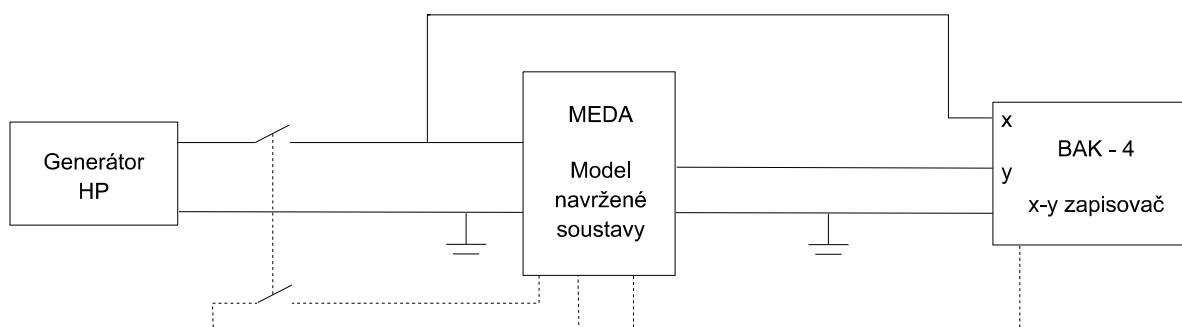 Generátor
HP
MEDA
Model
navržené
soustavy
x
y
BAK - 4
x-y zapisovač